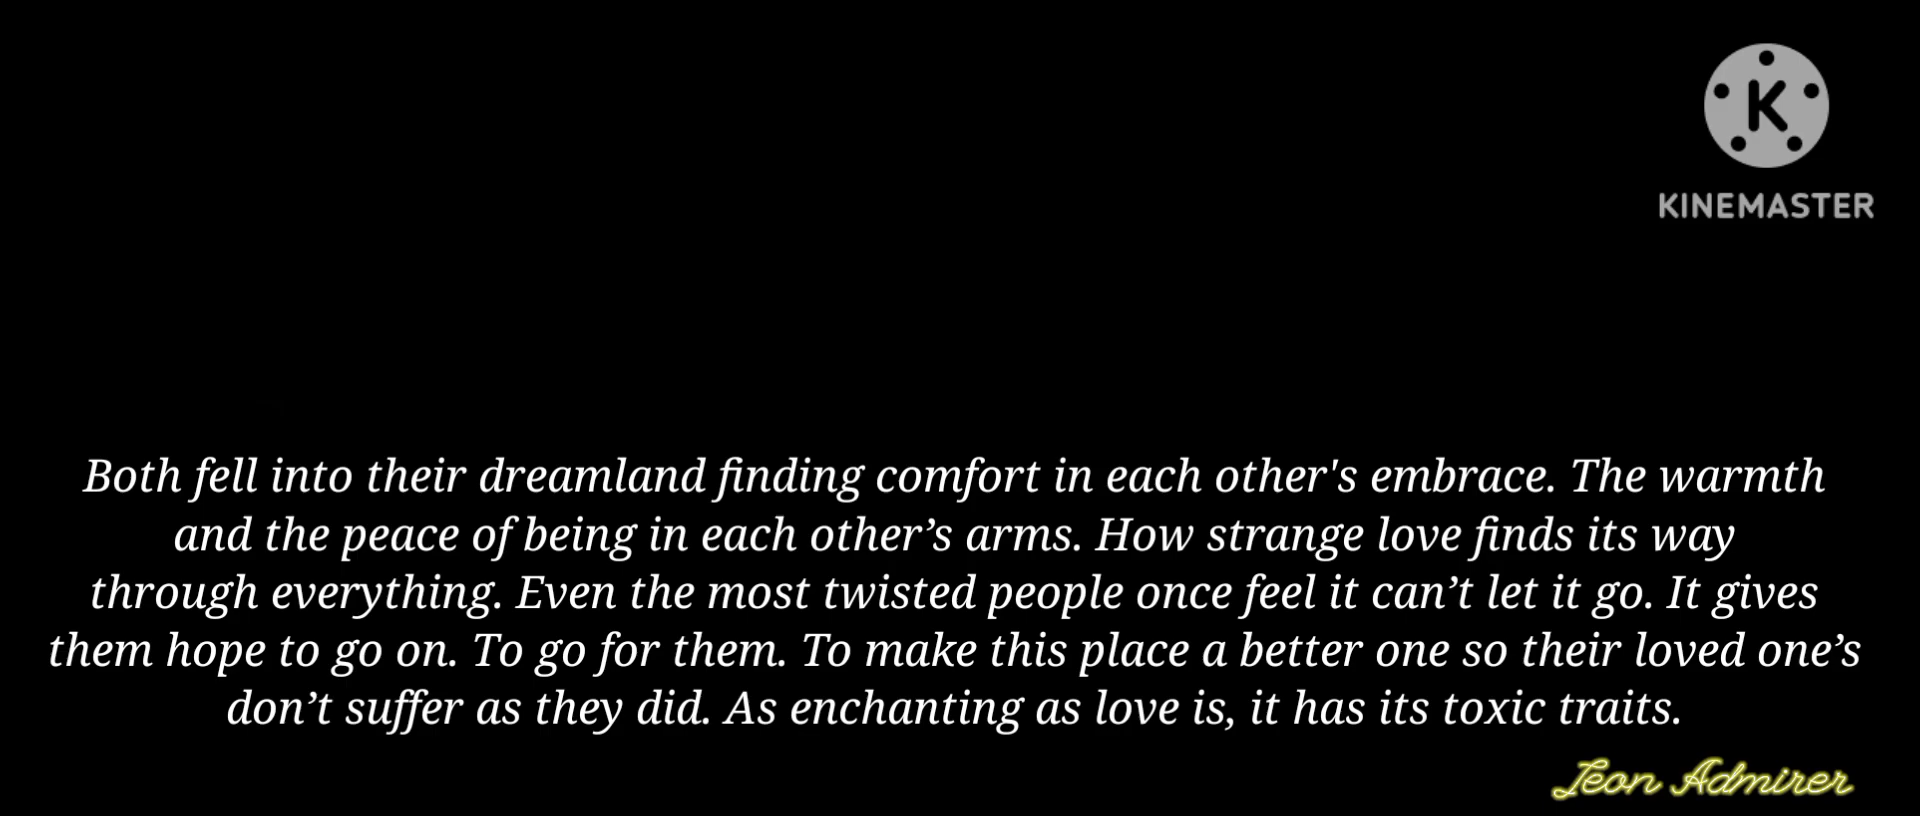 K
KINEMASTER
Both fell into their dreamland finding comfort in each other's embrace. The warmth
and the peace of being in each other’s arms. How strange love finds its way
through everything. Even the most twisted people once feel it can’t let it go. It gives
them hope to go on. To go for them. To make this place a better one so their loved one’s
don’t suffer as they did. As enchanting as love is, it has its toxic traits.
Leon Admirer